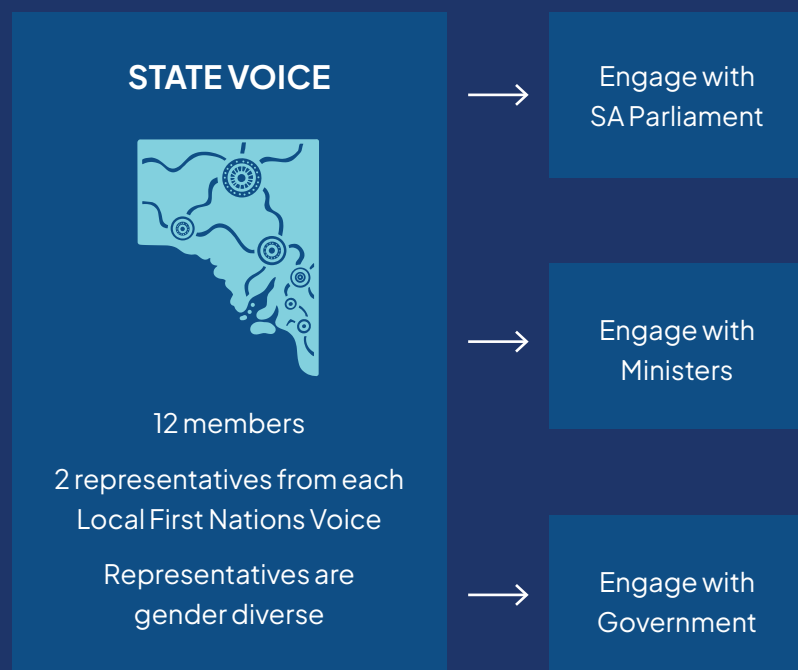 STATE VOICE
12 members
2 representatives from each
Local First Nations Voice
Representatives are
gender diverse
Engage with
SA Parliament
Engage with
Ministers
Engage with
Government